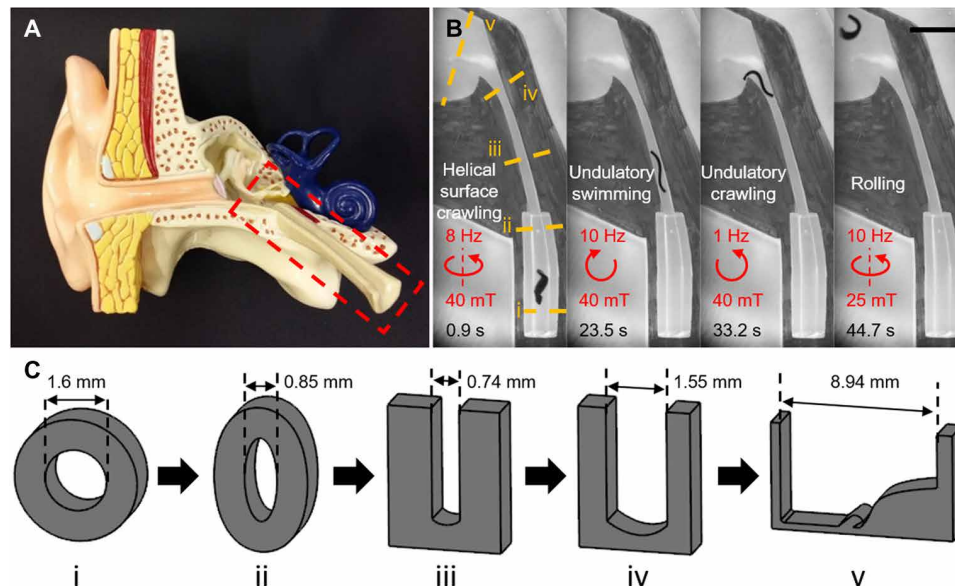 A
B
v
iv
iii
Helical
surface
crawling
ii
8 Hz
40 mT
i
0.9 s
Undulatory
swimming
10 Hz
40 mT
23.5 s
Undulatory
crawling
1 Hz
40 mT
33.2 s
Rolling
10 Hz
25 mT
44.7 s
C
1.6 mm
0.85 mm
0.74 mm
1.55 mm
8.94 mm
i
ii
iii
iv
v